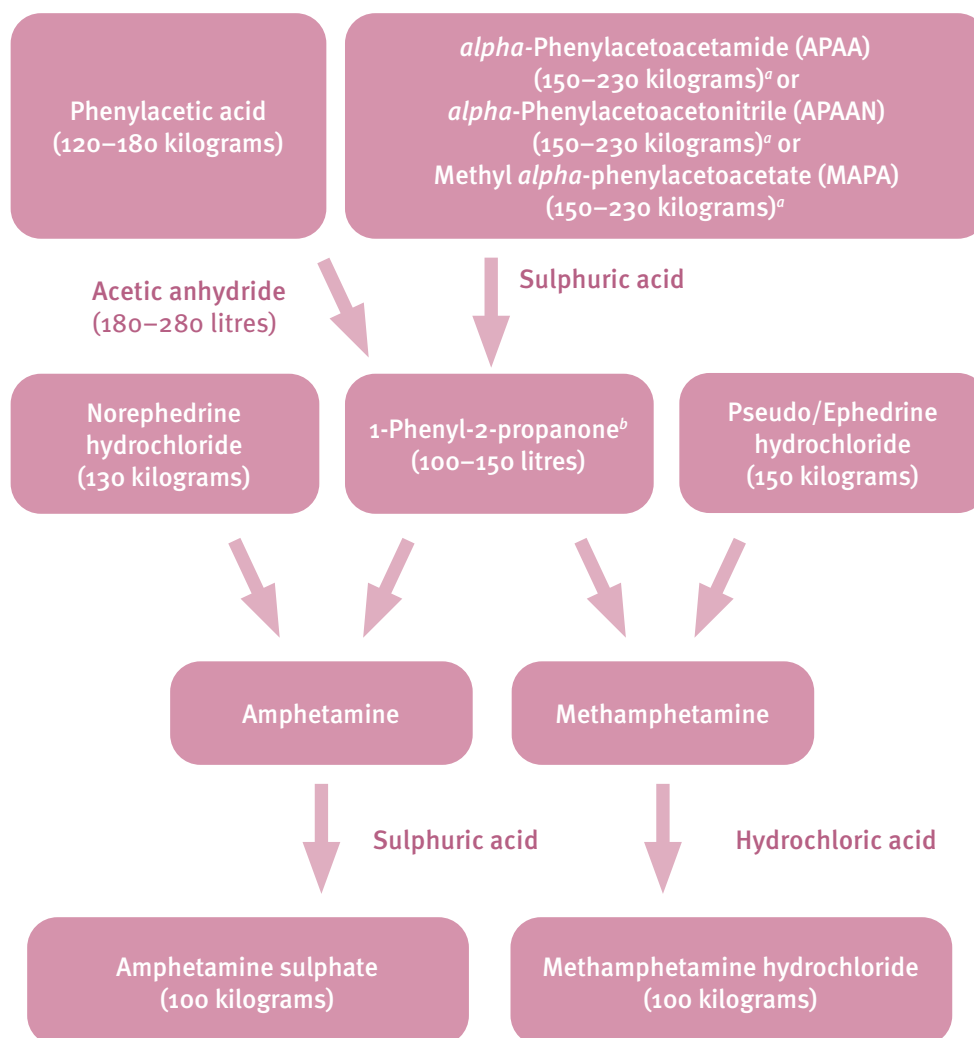 Phenylacetic acid
(120–180 kilograms)
alpha-Phenylacetoacetamide (APAA)
(150–230 kilograms)a or
alpha-Phenylacetoacetonitrile (APAAN)
(150–230 kilograms)a or
Methyl alpha-phenylacetoacetate (MAPA)
(150–230 kilograms)a
Acetic anhydride
(180–280 litres)
Sulphuric acid
Norephedrine
hydrochloride
(130 kilograms)
1-Phenyl-2-propanoneb
(100–150 litres)
Pseudo/Ephedrine
hydrochloride
(150 kilograms)
Amphetamine
Methamphetamine
Sulphuric acid
Hydrochloric acid
Amphetamine sulphate
(100 kilograms)
Methamphetamine hydrochloride
(100 kilograms)